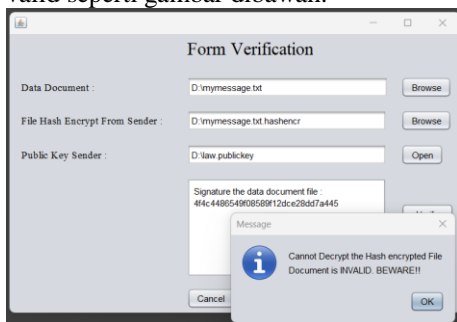 valid seperti gambar dibawah.
Form Verification
Data Document :
D:\mymessage.txt
Browse
File Hash Encrypt From Sender :
D:\mymessage.txt.hashencr
Browse
Public Key Sender :
D:\law.publickey
Open
Signature the data document file :
4f4c4486549f08589f12dce28dd7a445
Message
Cannot Decrypt the Hash encrypted File
Document is INVALID. BEWARE!!
OK
Cancel